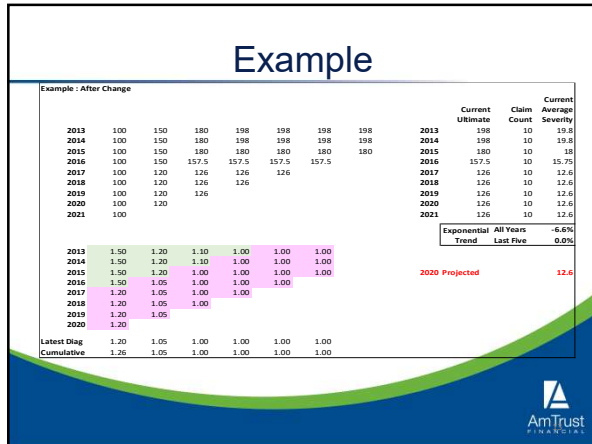 Example
Example : After Change
Current Ultimate Claim Count Current Average Severity
2013 100 150 180 198 198 198 198 2013 198 10 19.8
2014 100 150 180 198 198 198 198 2014 198 10 19.8
2015 100 150 180 180 180 180 180 2015 180 10 18
2016 100 150 157.5 157.5 157.5 157.5 2016 157.5 10 15.75
2017 100 120 126 126 126 2017 126 10 12.6
2018 100 120 126 126 2018 126 10 12.6
2019 100 120 126 2019 126 10 12.6
2020 100 120 2020 126 10 12.6
2021 100 2021 126 10 12.6
Exponential All Years -6.6%
Trend Last Five 0.0%
2013 1.50 1.20 1.10 1.00 1.00 1.00
2014 1.50 1.20 1.10 1.00 1.00 1.00
2015 1.50 1.20 1.00 1.00 1.00 1.00 2020 Projected 12.6
2016 1.50 1.05 1.00 1.00 1.00
2017 1.20 1.05 1.00 1.00
2018 1.20 1.05 1.00
2019 1.20 1.05
2020 1.20
Latest Diag 1.20 1.05 1.00 1.00 1.00 1.00
Cumulative 1.26 1.05 1.00 1.00 1.00 1.00
AmTrust
FINANCIAL